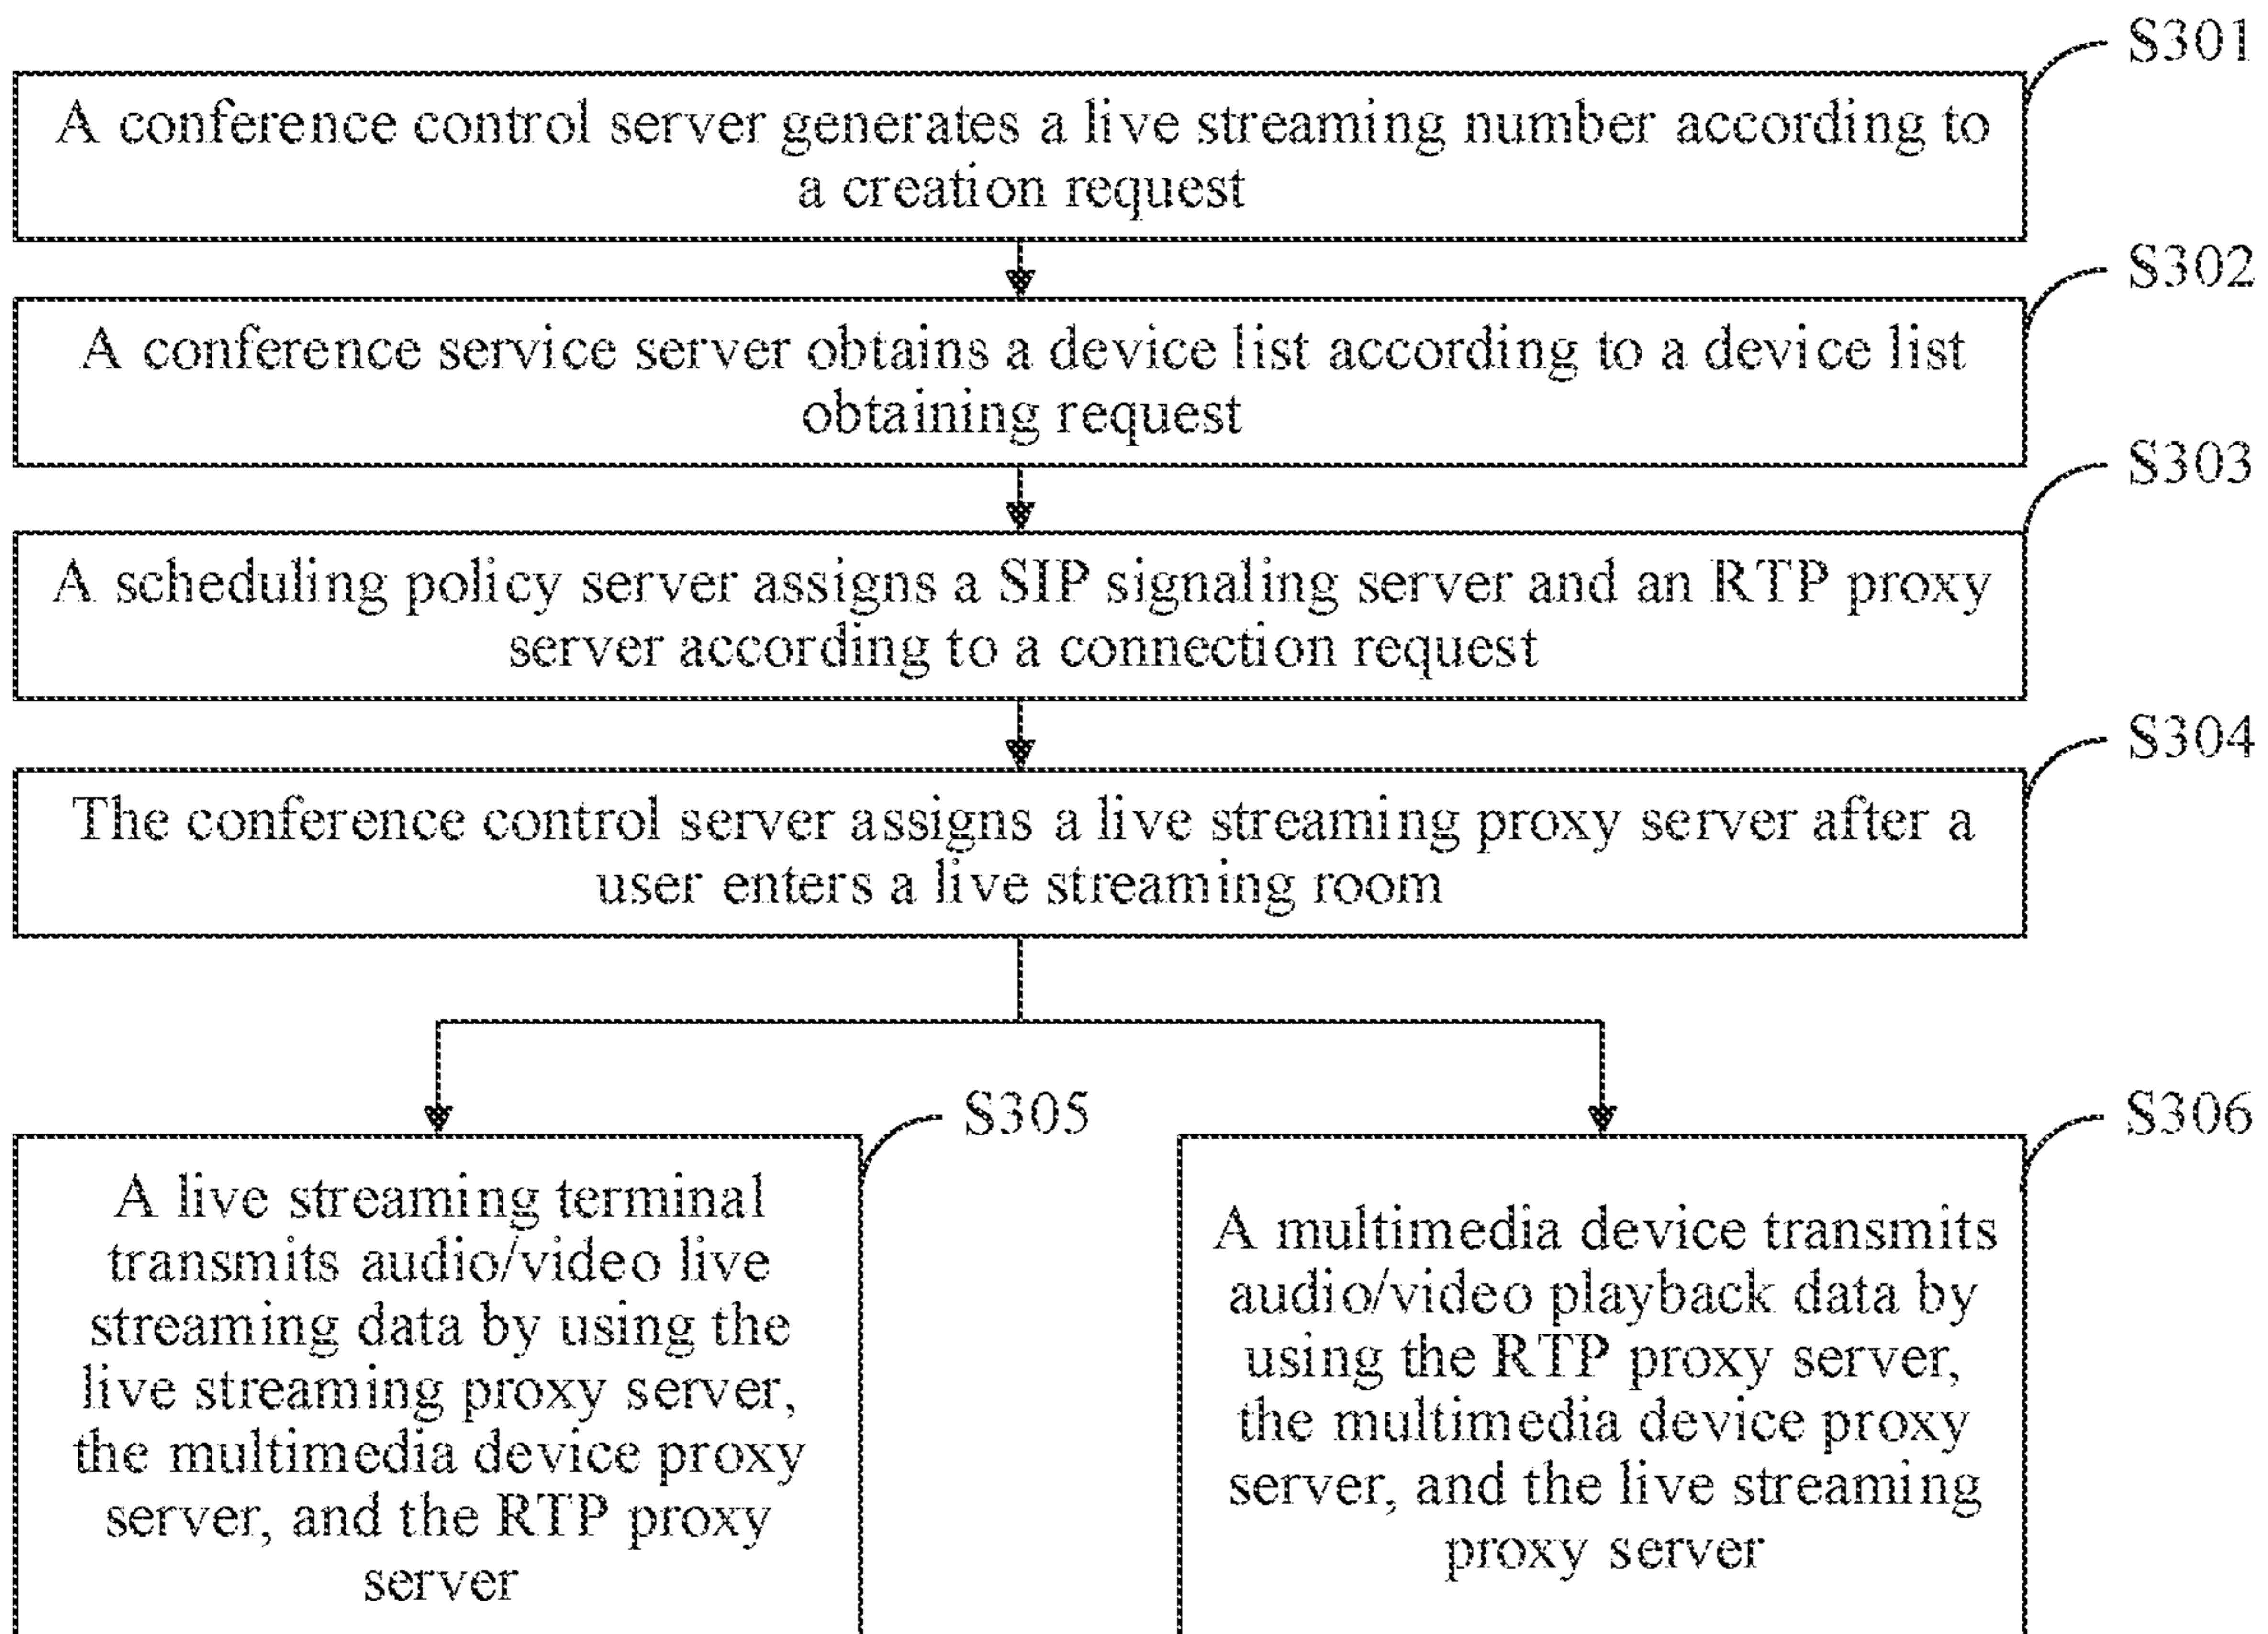 S301
A conference control server generates a live streaming number according to
a creation request
S302
A conference service server obtains a device list according to a device list
obtaining request
S303
A scheduling policy server assigns a SIP signaling server and an RTP proxy
server according to a connection request
S304
The conference control server assigns a live streaming proxy server after a
user enters a live streaming room
S305
A live streaming terminal
transmits audio/video live
streaming data by using the
live streaming proxy server,
the multimedia device proxy
server, and the RTP proxy
server
S306
A multimedia device transmits
audio/video playback data by
using the RTP proxy server,
the multimedia device proxy
server, and the live streaming
proxy server